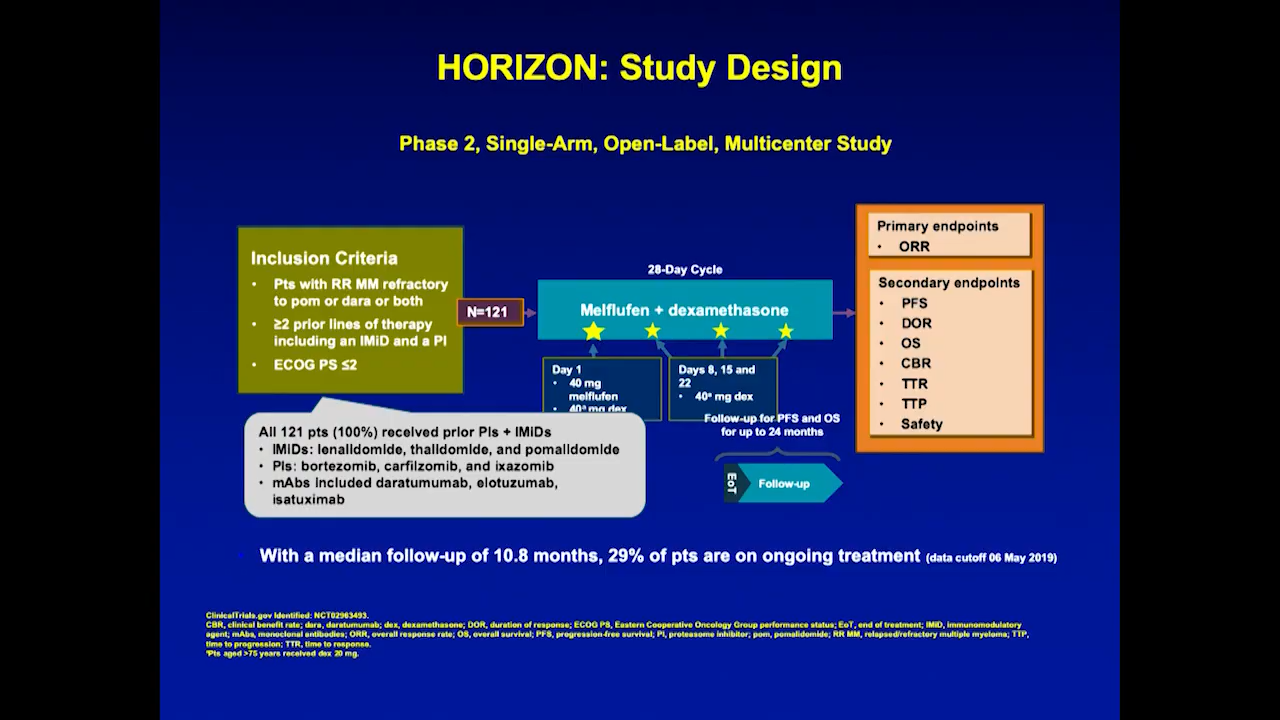 HORIZON: Study Design
Phase 2, Single-Arm, Open-Label, Multicenter Study
Inclusion Criteria
• Pts with RR MM refractory
to pom or dara or both
• ≥2 prior lines of therapy
including an IMiD and a PI
• ECOG PS ≤2
N=121
28-Day Cycle
Melflufen + dexamethasone
Day 1
• 40 mg
melflufen
• 40ª mg dex
Days 8, 15 and
22
• 40ª mg dex
Follow-up for PFS and OS
for up to 24 months
EoT
Follow-up
Primary endpoints
• ORR
Secondary endpoints
• PFS
• DOR
• OS
• CBR
• TTR
• TTP
• Safety
All 121 pts (100%) received prior PIs + IMiDs
• IMiDs: lenalidomide, thalidomide, and pomalidomide
• PIs: bortezomib, carfilzomib, and ixazomib
• mAbs included daratumumab, elotuzumab,
isatuximab
• With a median follow-up of 10.8 months, 29% of pts are on ongoing treatment (data cutoff 06 May 2019)
ClinicalTrials.gov Identified: NCT02963493.
CBR, clinical benefit rate; dara, daratumumab; dex, dexamethasone; DOR, duration of response; ECOG PS, Eastern Cooperative Oncology Group performance status; EoT, end of treatment; IMiD, immunomodulatory
agent; mAbs, monoclonal antibodies; ORR, overall response rate; OS, overall survival; PFS, progression-free survival; PI, proteasome inhibitor; pom, pomalidomide; RR MM, relapsed/refractory multiple myeloma; TTP,
time to progression; TTR, time to response.
ªPts aged >75 years received dex 20 mg.